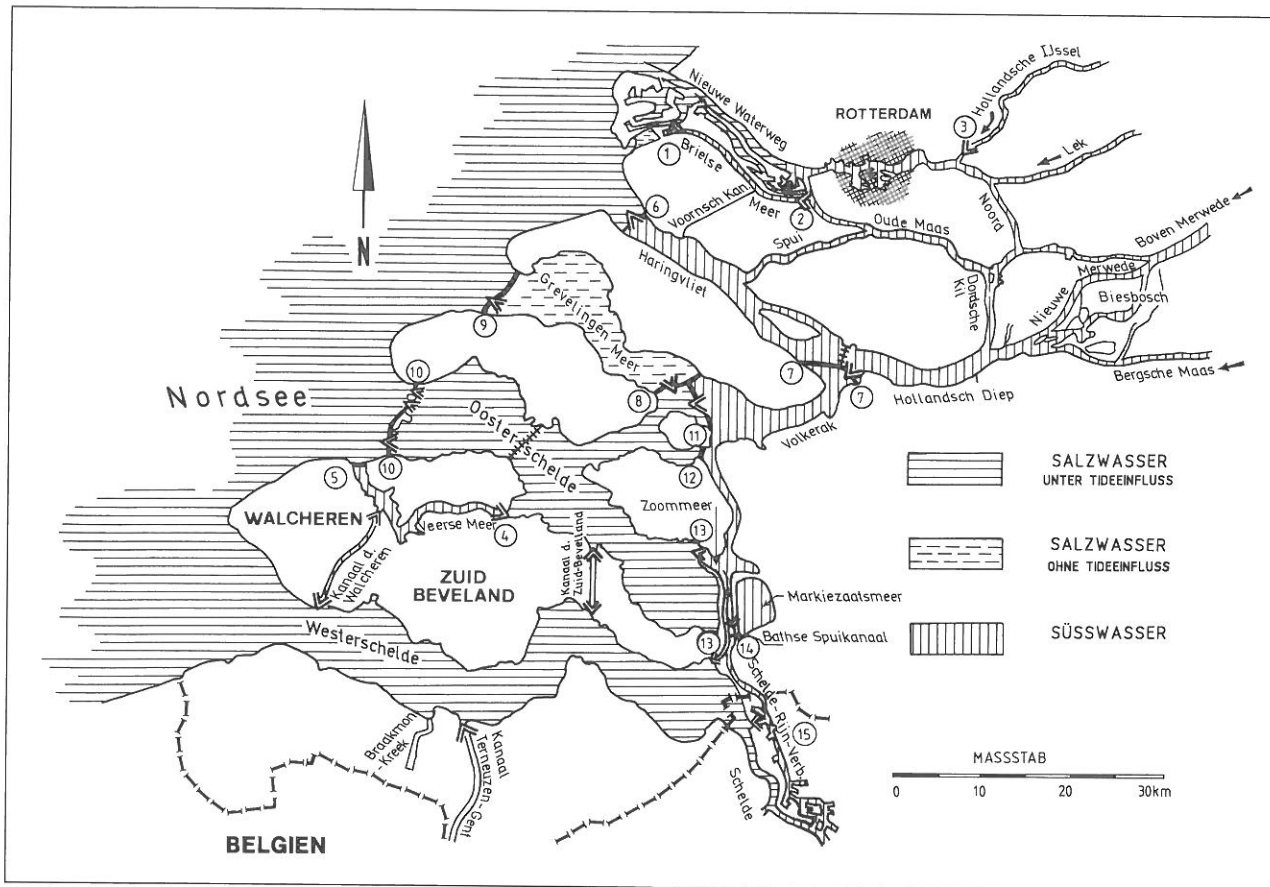 Nieuwe Waterweg
Hollandsche IJssel
ROTTERDAM
3
Lek
1
Brielse
Meer
Voornsch Kan.
2
6
Spui
Oude Maas
Noord
Boven Merwede
Merwede
Nieuwe
Biesbosch
Dordsche
Kil
Bergsche Maas
N
Haringvliet
Grevelingen Meer
9
10
7
7
Hollandsch Diep
8
Volkerak
11
Nordsee
Oosterschelde
10
12
5
WALCHEREN
Veerse Meer
4
Zoommeer
13
Kanaal d.
Walcheren
ZUID
BEVELAND
Kanaal d.
Zuid-Bevelland
Markiezaatsmeer
13
14
Bathse Spuikanaal
Westerschelde
Schelde-Rijn-Verb.
15
Braakmon
-Kreek
Kanaal
Terneuzen-Gent
Schelde
BELGIEN
SALZWASSER
UNTER TIDEEINFLUSS
SALZWASSER
OHNE TIDEEINFLUSS
SÜSSWASSER
MASSSTAB
0 10 20 30km